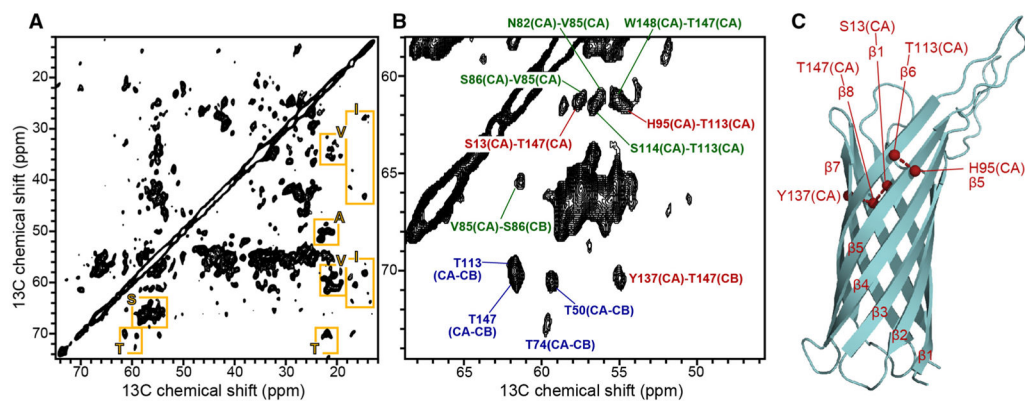 A
B
C
20
30
40
50
60
70
13C chemical shift (ppm)
I
V
A
V
I
S
T
T
70
60
50
40
30
20
13C chemical shift (ppm)
60
65
70
N82(CA)-V85(CA)
W148(CA)-T147(CA)
S86(CA)-V85(CA)
H95(CA)-T113(CA)
S13(CA)-T147(CA)
S114(CA)-T113(CA)
V85(CA)-S86(CB)
T113
(CA-CB)
Y137(CA)-T147(CB)
T147
(CA-CB)
T50(CA-CB)
T74(CA-CB)
65
60
55
50
13C chemical shift (ppm)
S13(CA)
β1
T113(CA)
β6
T147(CA)
β8
β7
H95(CA)
β5
Y137(CA)
β5
β4
β3
β2
β1